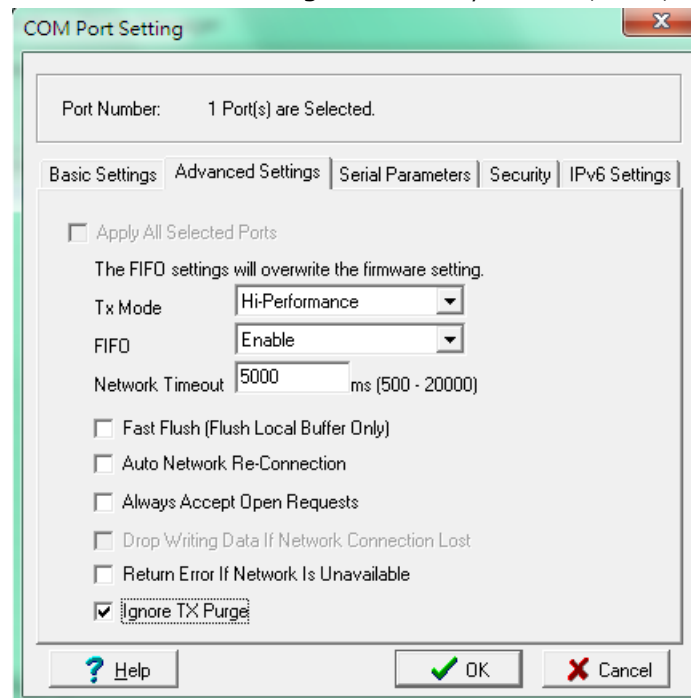 COM Port Setting
Port Number: 1 Port(s) are Selected.
Basic Settings Advanced Settings Serial Parameters Security IPv6 Settings
Apply All Selected Ports
The FIFO settings will overwrite the firmware setting.
Tx Mode Hi-Performance
FIFO Enable
Network Timeout 5000 ms (500 - 20000)
Fast Flush (Flush Local Buffer Only)
Auto Network Re-Connection
Always Accept Open Requests
Drop Writing Data If Network Connection Lost
Return Error If Network Is Unavailable
Ignore TX Purge
? Help OK Cancel